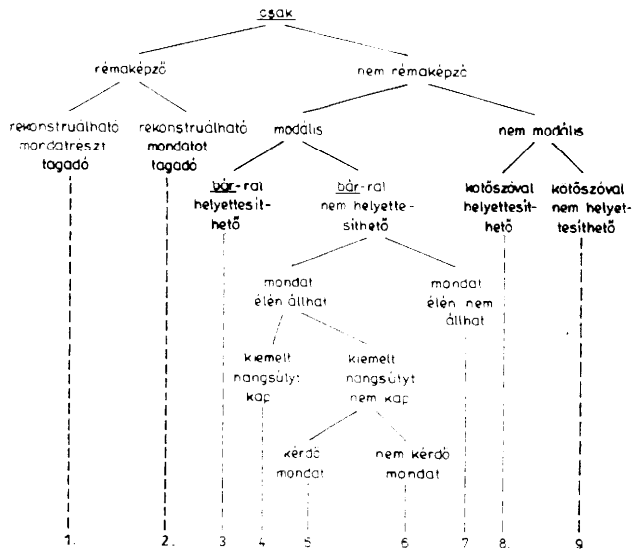 csak
rémaképző
nem rémaképző
rekonstruálható
mondatrészt
tagadó
rekonstruálható
mondatot
tagadó
modális
nem modális
bár-ral
helyettesít-
hető
bár-ral
nem helyette-
síthető
kötőszóval
helyettesít-
hető
kötőszóval
nem helyet-
tesíthető
mondat
élén állhat
mondat
élén nem
állhat
kiemelt
hangsúlyt
kap
kiemelt
hangsúlyt
nem kap
kérdő
mondat
nem kérdő
mondat
1. 2. 3 4 5 6 7 8. 9